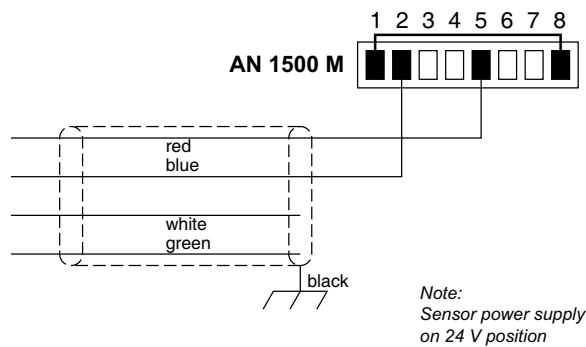 1 2 3 4 5 6 7 8
AN 1500 M
red
blue
white
green
black
Note:
Sensor power supply
on 24 V position